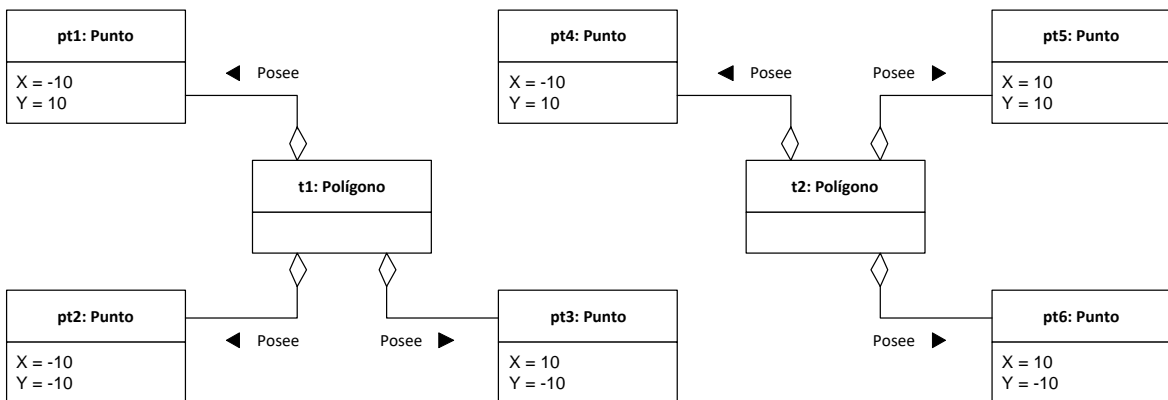 pt1: Punto
X = -10
Y = 10
Posee
pt4: Punto
X = -10
Y = 10
Posee
Posee
pt5: Punto
X = 10
Y = 10
t1: Polígono
t2: Polígono
pt2: Punto
X = -10
Y = -10
Posee
Posee
pt3: Punto
X = 10
Y = -10
Posee
pt6: Punto
X = 10
Y = -10